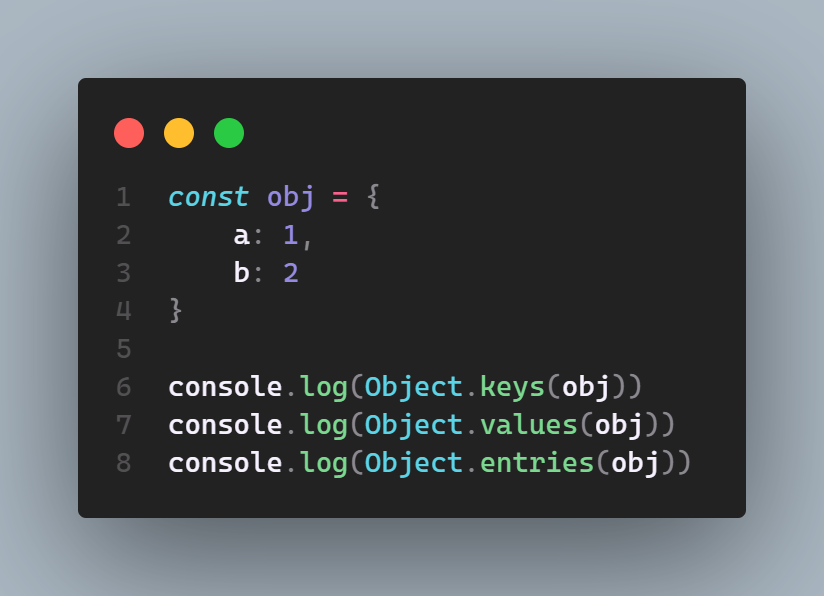 1 const obj = {
2     a: 1,
3     b: 2
4 }
5
6 console.log(Object.keys(obj))
7 console.log(Object.values(obj))
8 console.log(Object.entries(obj))